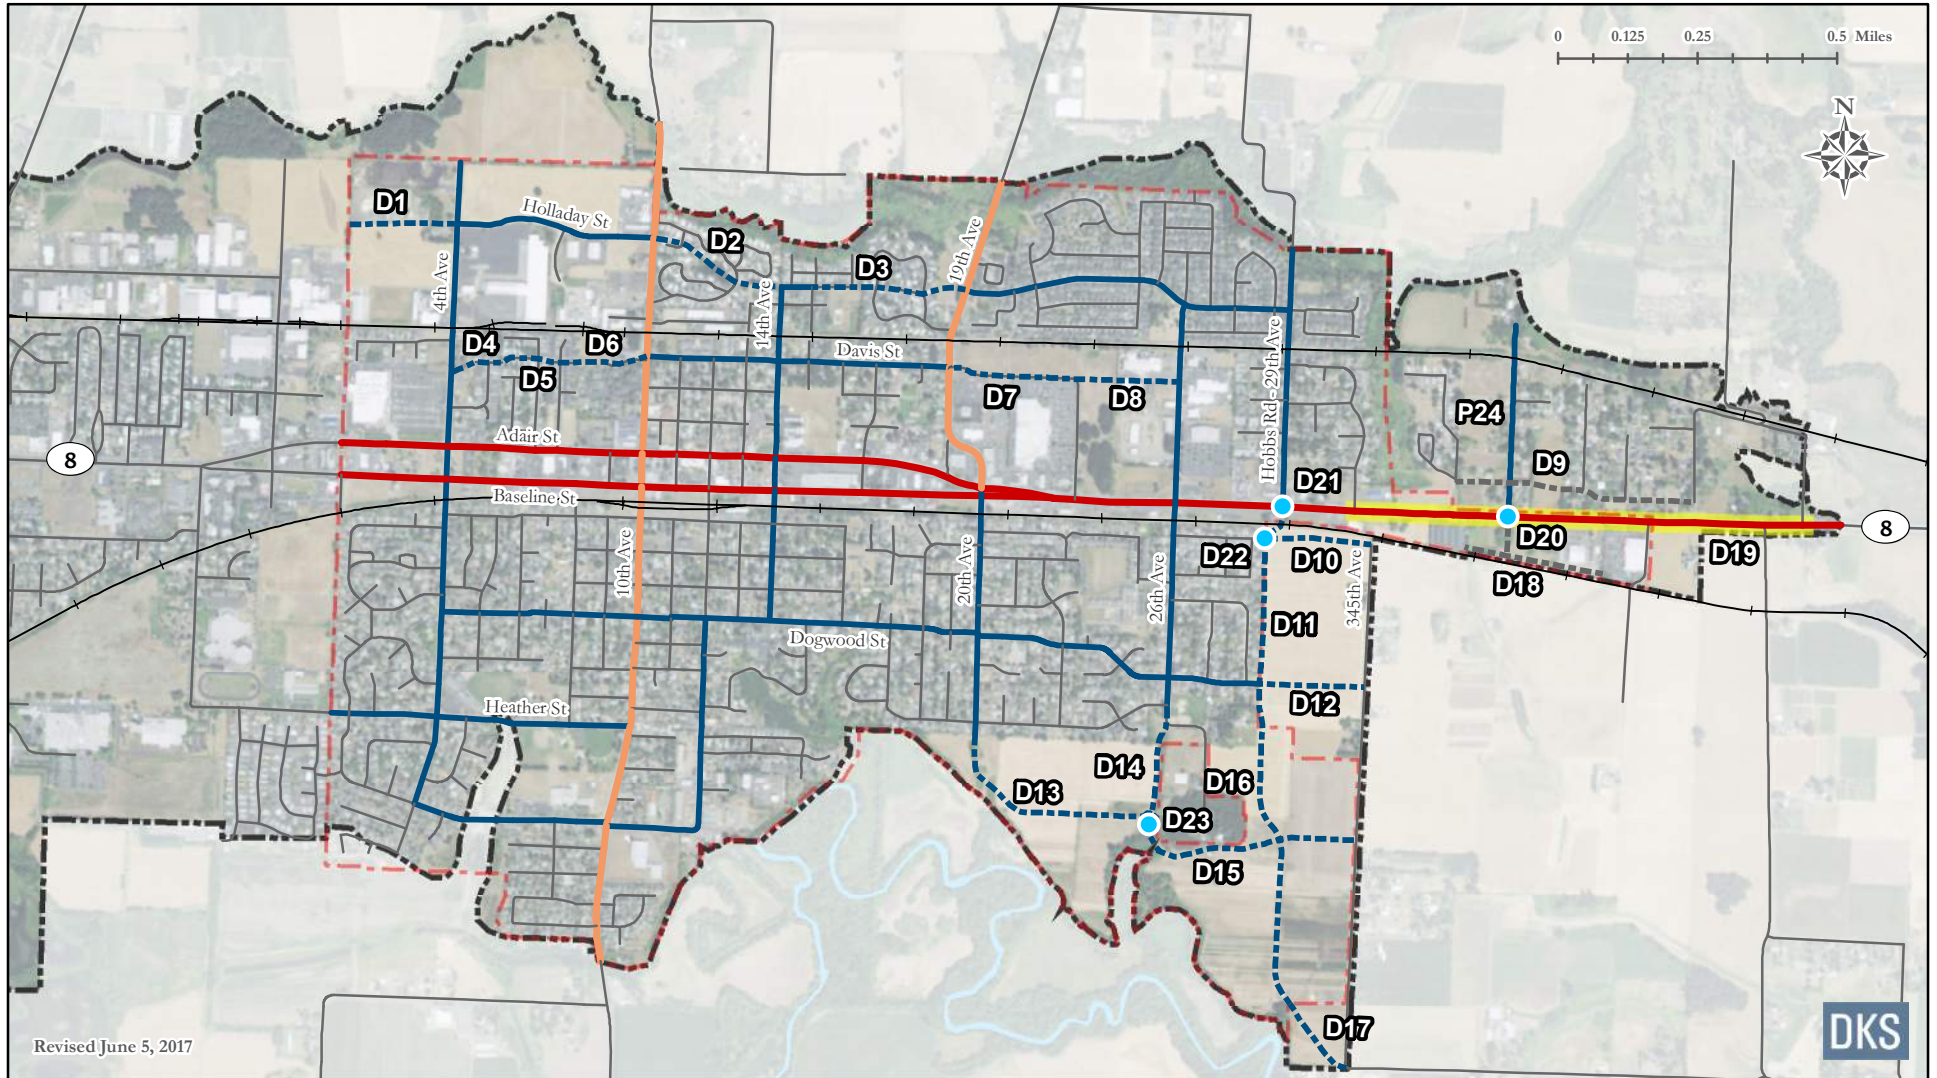 0 0.125 0.25 0.5 Miles
N
D1
Holladay St
D2
D3
19th Ave
4th Ave
14th Ave
D4
D6
D5
Davis St
D7
D8
Hobbs Rd - 29th Ave
P24
Adair St
8
D9
D21
Baseline St
D20
8
D22
D10
D19
D18
10th Ave
20th Ave
26th Ave
345th Ave
D11
Dogwood St
D12
Heather St
D14
D16
D13
D23
D15
D17
Revised June 5, 2017
DKS